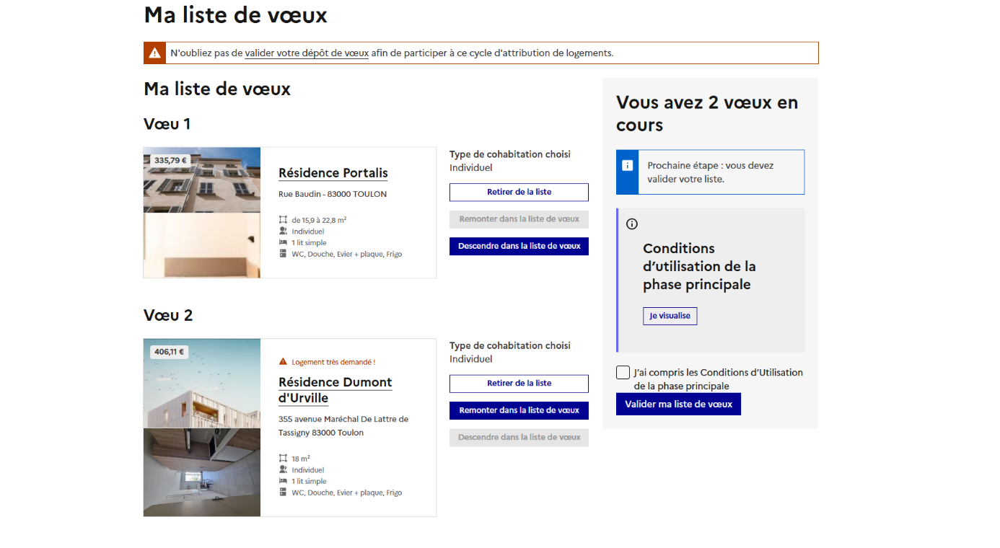 Ma liste de vœux
N'oubliez pas de valider votre dépôt de vœux afin de participer à ce cycle d'attribution de logements.
Ma liste de vœux
Vœu 1
335,79 €
Résidence Portalis
Rue Baudin - 83000 TOULON
de 15,9 à 22,8 m²
Individuel
1 lit simple
WC, Douche, Evier + plaque, Frigo
Type de cohabitation choisi
Individuel
Retirer de la liste
Remonter dans la liste de vœux
Descendre dans la liste de vœux
Vœu 2
406,11 €
Logement très demandé !
Résidence Dumont
d'Urville
355 avenue Maréchal De Lattre de
Tassigny 83000 Toulon
18 m²
Individuel
1 lit simple
WC, Douche, Evier + plaque, Frigo
Type de cohabitation choisi
Individuel
Retirer de la liste
Remonter dans la liste de vœux
Descendre dans la liste de vœux
Vous avez 2 vœux en
cours
Prochaine étape : vous devez
valider votre liste.
Conditions
d’utilisation de la
phase principale
Je visualise
J’ai compris les Conditions d’Utilisation
de la phase principale
Valider ma liste de vœux